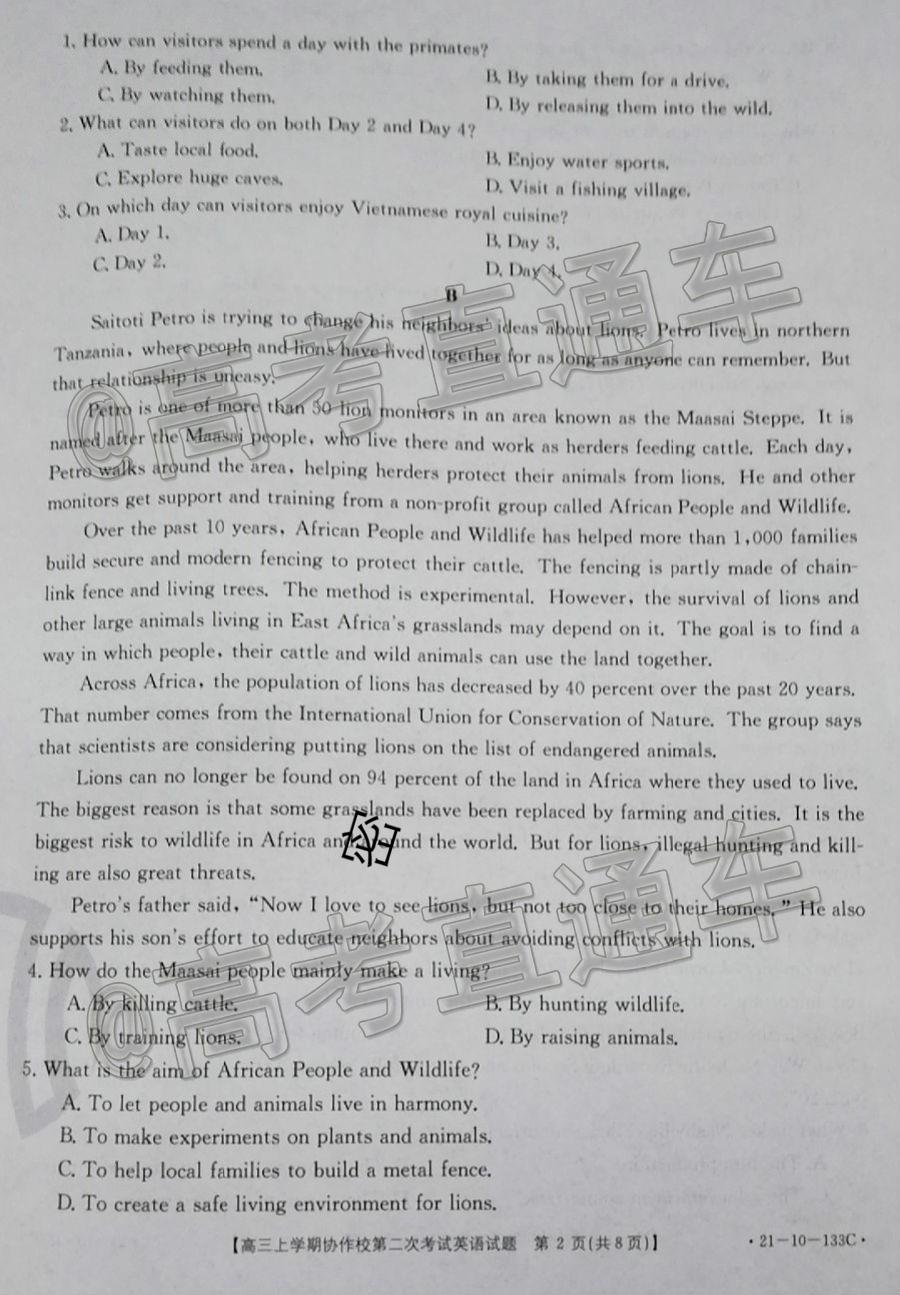 1. How can visitors spend a day with the primates?
A. By feeding them.
B. By taking them for a drive.
C. By watching them.
D. By releasing them into the wild.
2. What can visitors do on both Day 2 and Day 4?
A. Taste local food.
B. Enjoy water sports.
C. Explore huge caves.
D. Visit a fishing village.
3. On which day can visitors enjoy Vietnamese royal cuisine?
A. Day 1.
B. Day 3.
C. Day 2.
D. Day 4.
B
Saitoti Petro is trying to change his neighbors' ideas about lions. Petro lives in northern
Tanzania, where people and lions have lived together for as long as anyone can remember. But
that relationship is uneasy.
Petro is one of more than 50 lion monitors in an area known as the Maasai Steppe. It is
named after the Maasai people, who live there and work as herders feeding cattle. Each day,
Petro walks around the area, helping herders protect their animals from lions. He and other
monitors get support and training from a non-profit group called African People and Wildlife.
Over the past 10 years, African People and Wildlife has helped more than 1,000 families
build secure and modern fencing to protect their cattle. The fencing is partly made of chain-
link fence and living trees. The method is experimental. However, the survival of lions and
other large animals living in East Africa's grasslands may depend on it. The goal is to find a
way in which people, their cattle and wild animals can use the land together.
Across Africa, the population of lions has decreased by 40 percent over the past 20 years.
That number comes from the International Union for Conservation of Nature. The group says
that scientists are considering putting lions on the list of endangered animals.
Lions can no longer be found on 94 percent of the land in Africa where they used to live.
The biggest reason is that some grasslands have been replaced by farming and cities. It is the
biggest risk to wildlife in Africa and around the world. But for lions, illegal hunting and kill-
ing are also great threats.
密
Petro's father said, "Now I love to see lions, but not too close to their homes." He also
supports his son's effort to educate neighbors about avoiding conflicts with lions.
4. How do the Maasai people mainly make a living?
A. By killing cattle.
B. By hunting wildlife.
C. By training lions.
D. By raising animals.
5. What is the aim of African People and Wildlife?
A. To let people and animals live in harmony.
B. To make experiments on plants and animals.
C. To help local families to build a metal fence.
D. To create a safe living environment for lions.
【高三上学期协作校第二次考试英语试题 第 2 页(共 8 页)】
·21-10-133C·
@高考直通车
@高考直通车